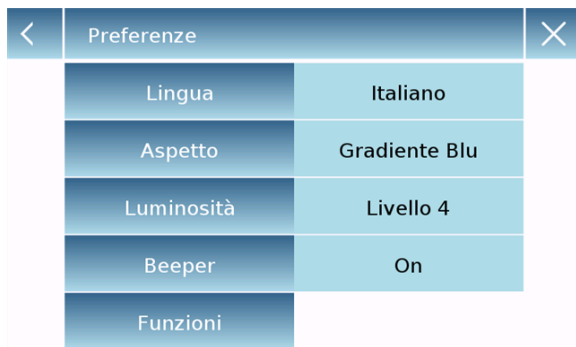 Preferenze
Lingua Italiano
Aspetto Gradiente Blu
Luminosità Livello 4
Beeper On
Funzioni